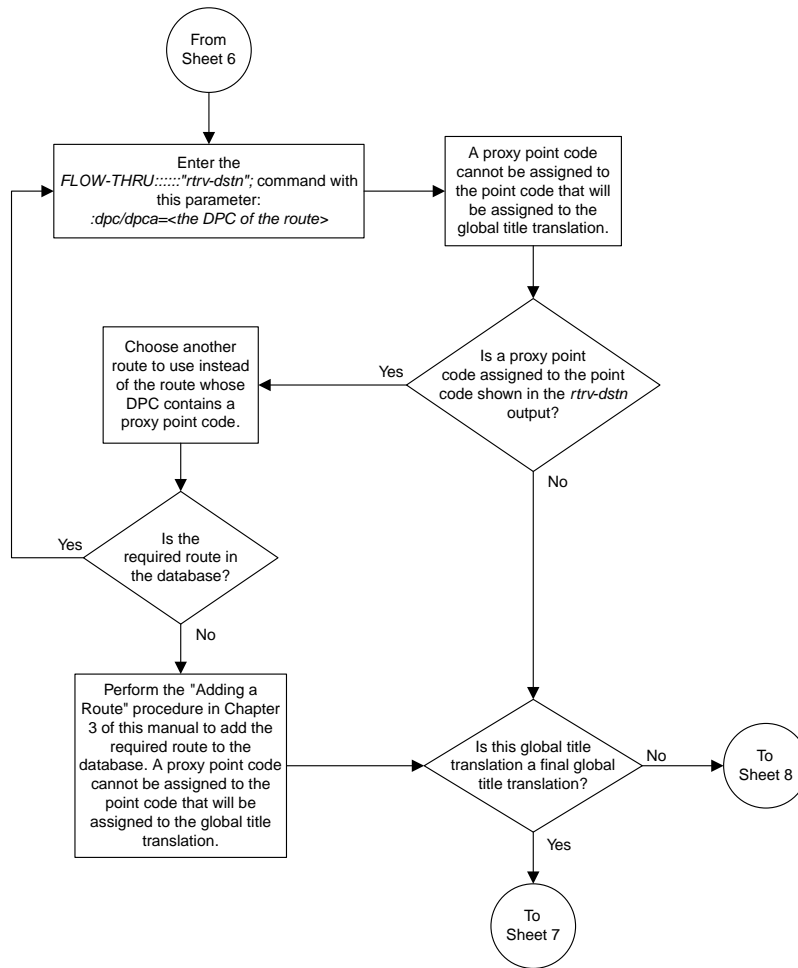 From
Sheet 6
Enter the
FLOW-THRU::::::"rtrv-dstn"; command with
this parameter:
:dpc/dpca=<the DPC of the route>
A proxy point code
cannot be assigned to
the point code that will
be assigned to the
global title translation.
Is a proxy point
code assigned to the point
code shown in the rtrv-dstn
output?
Yes
No
Choose another
route to use instead
of the route whose
DPC contains a
proxy point code.
Is the
required route in
the database?
Yes
No
Perform the "Adding a
Route" procedure in Chapter
3 of this manual to add the
required route to the
database. A proxy point code
cannot be assigned to the
point code that will be
assigned to the global title
translation.
Is this global title
translation a final global
title translation?
No
To
Sheet 8
Yes
To
Sheet 7